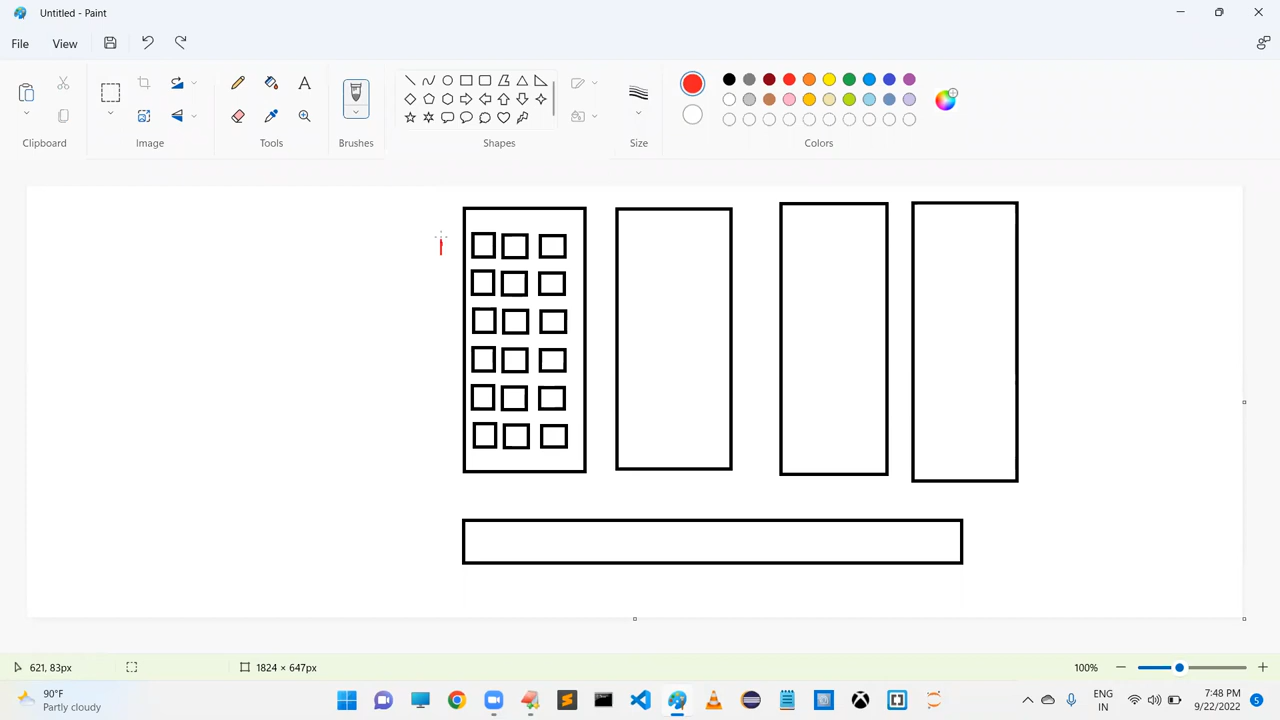 Untitled - Paint
File View
Clipboard Image Tools Brushes Shapes Size Colors
621, 83px 1824 × 647px 100%
90°F
Partly cloudy
ENG
IN
7:48 PM
9/22/2022
5